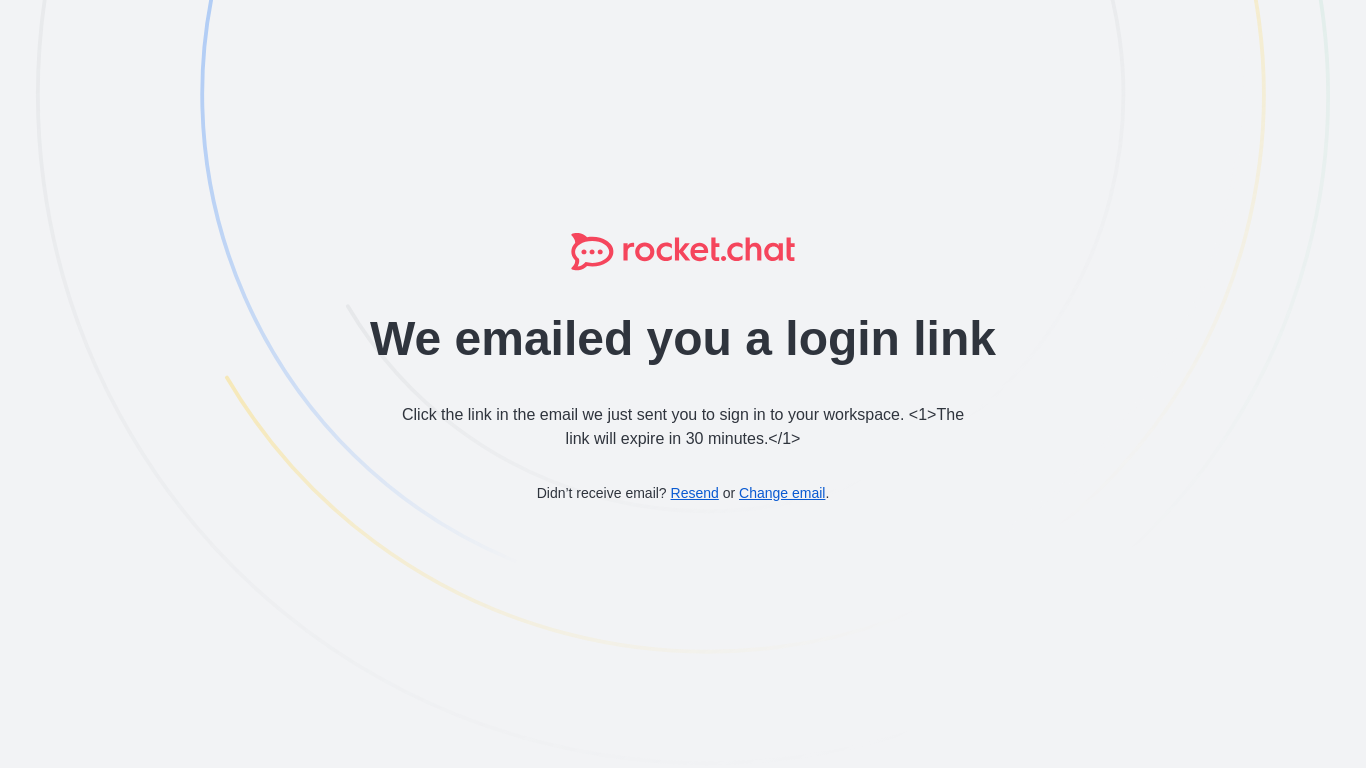 rocket.chat
We emailed you a login link
Click the link in the email we just sent you to sign in to your workspace. <1>The
link will expire in 30 minutes.</1>
Didn’t receive email? Resend or Change email.